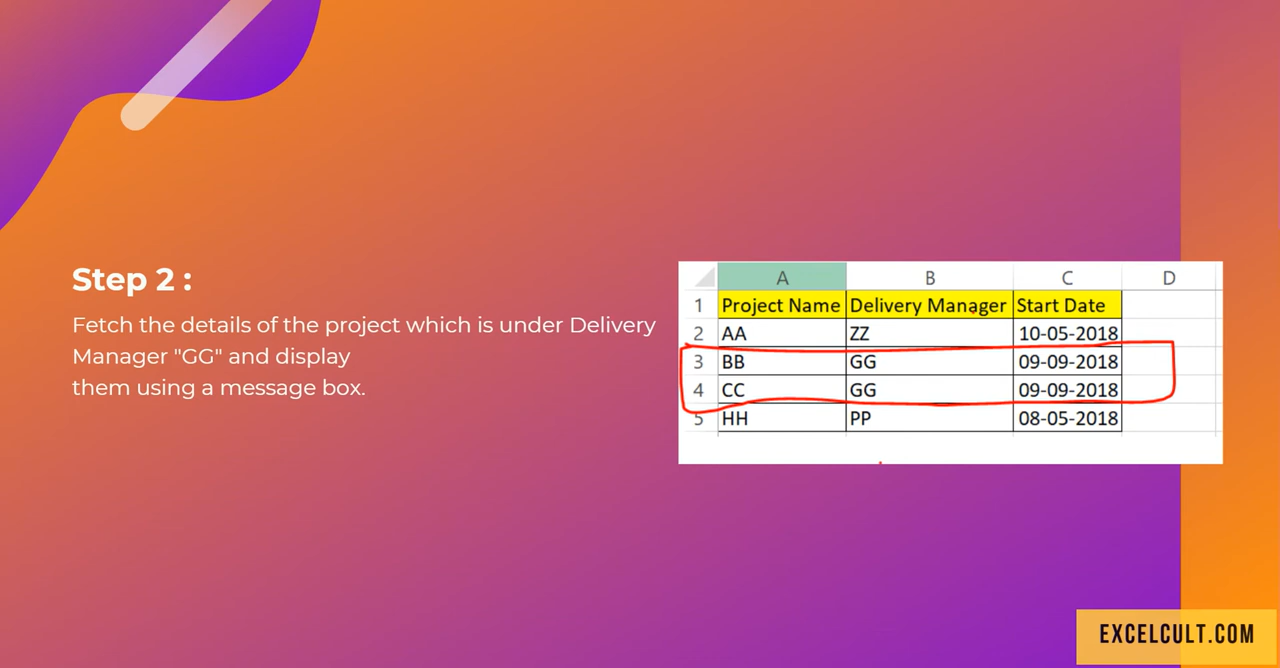 Step 2 :
Fetch the details of the project which is under Delivery
Manager "GG" and display
them using a message box.
A B C D
1 Project Name Delivery Manager Start Date
2 AA ZZ 10-05-2018
3 BB GG 09-09-2018
4 CC GG 09-09-2018
5 HH PP 08-05-2018
EXCELCULT.COM